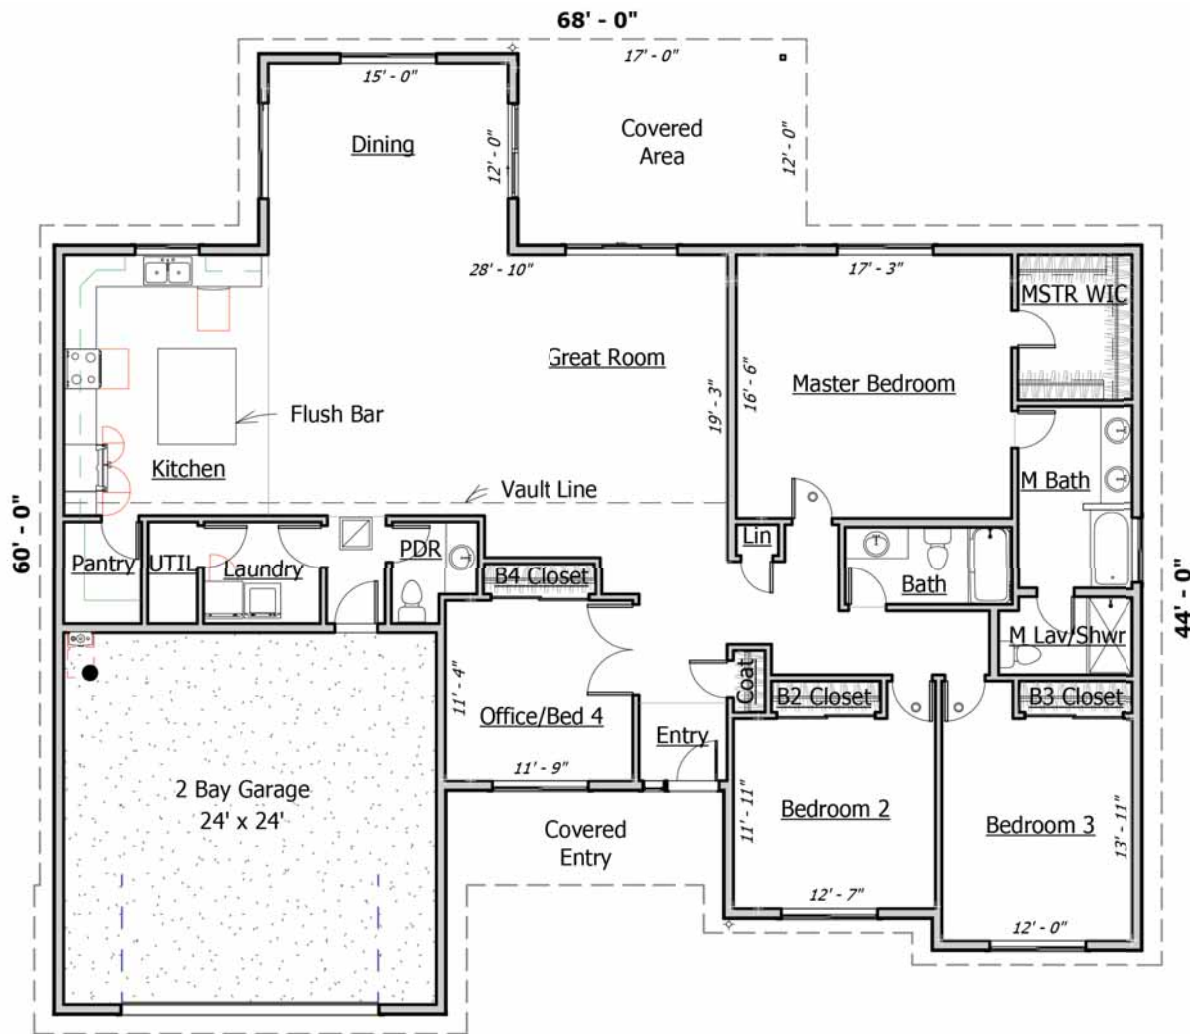 68' - 0"
17' - 0"
15' - 0"
Dining
12' - 0"
Covered
Area
12' - 0"
28' - 10"
17' - 3"
MSTR WIC
Great Room
19' - 3"
16' - 6"
Master Bedroom
Flush Bar
Kitchen
Vault Line
M Bath
60' - 0"
Pantry
UTIL
Laundry
PDR
B4 Closet
Lin
Bath
44' - 0"
M Lav/Shwr
11' - 4"
Office/Bed 4
11' - 9"
Coat
Entry
B2 Closet
B3 Closet
2 Bay Garage
24' x 24'
Covered
Entry
11' - 11"
Bedroom 2
12' - 7"
Bedroom 3
13' - 11"
12' - 0"